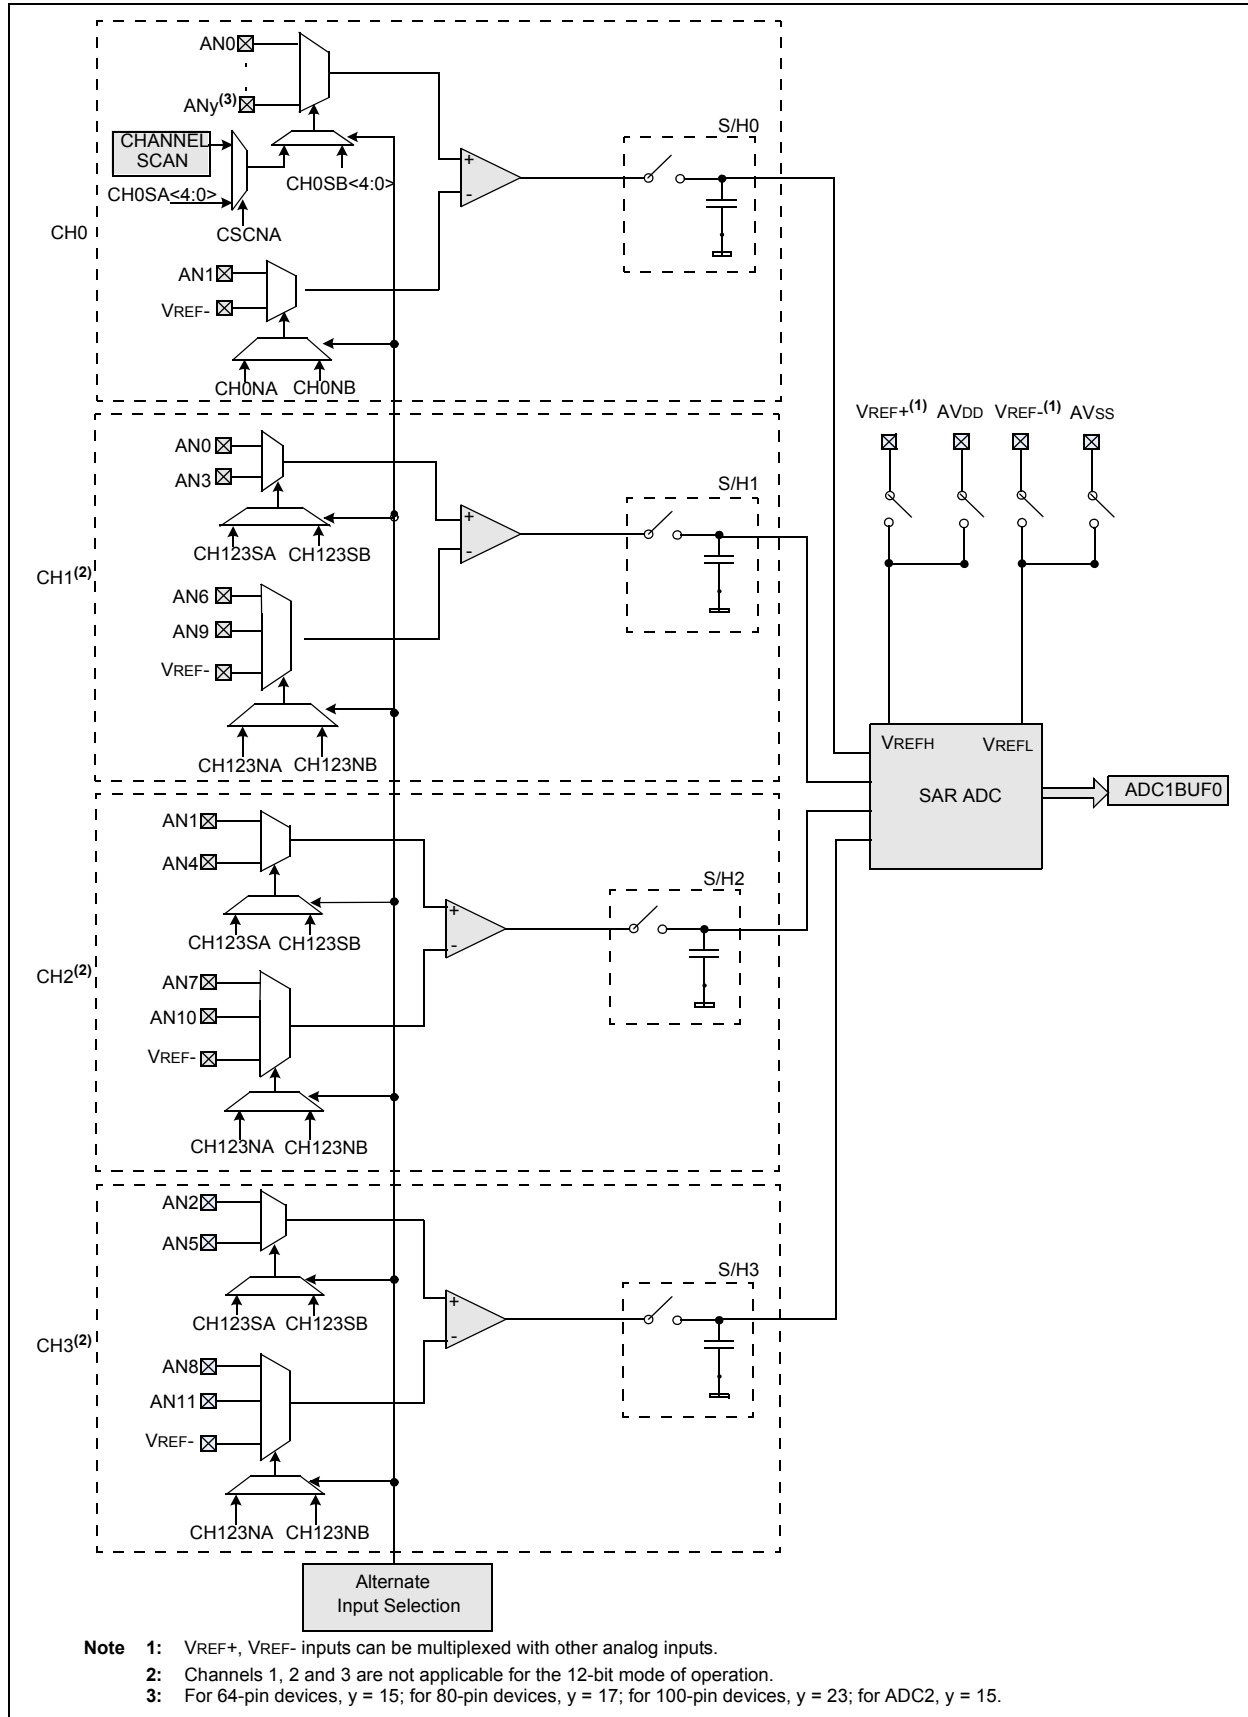 AN0
ANy(3)
CHANNEL
SCAN
CH0SA<4:0>
CH0SB<4:0>
CSCNA
CH0
AN1
VREF-
CH0NA CH0NB
+
-
S/H0
AN0
AN3
CH123SA CH123SB
CH1(2)
AN6
AN9
VREF-
CH123NA CH123NB
+
-
S/H1
VREF+(1) AVDD VREF-(1) AVSS
VREFH VREFL
SAR ADC
ADC1BUF0
AN1
AN4
CH123SA CH123SB
CH2(2)
AN7
AN10
VREF-
CH123NA CH123NB
+
-
S/H2
AN2
AN5
CH123SA CH123SB
CH3(2)
AN8
AN11
VREF-
CH123NA CH123NB
+
-
S/H3
Alternate
Input Selection
Note 1: VREF+, VREF- inputs can be multiplexed with other analog inputs.
2: Channels 1, 2 and 3 are not applicable for the 12-bit mode of operation.
3: For 64-pin devices, y = 15; for 80-pin devices, y = 17; for 100-pin devices, y = 23; for ADC2, y = 15.